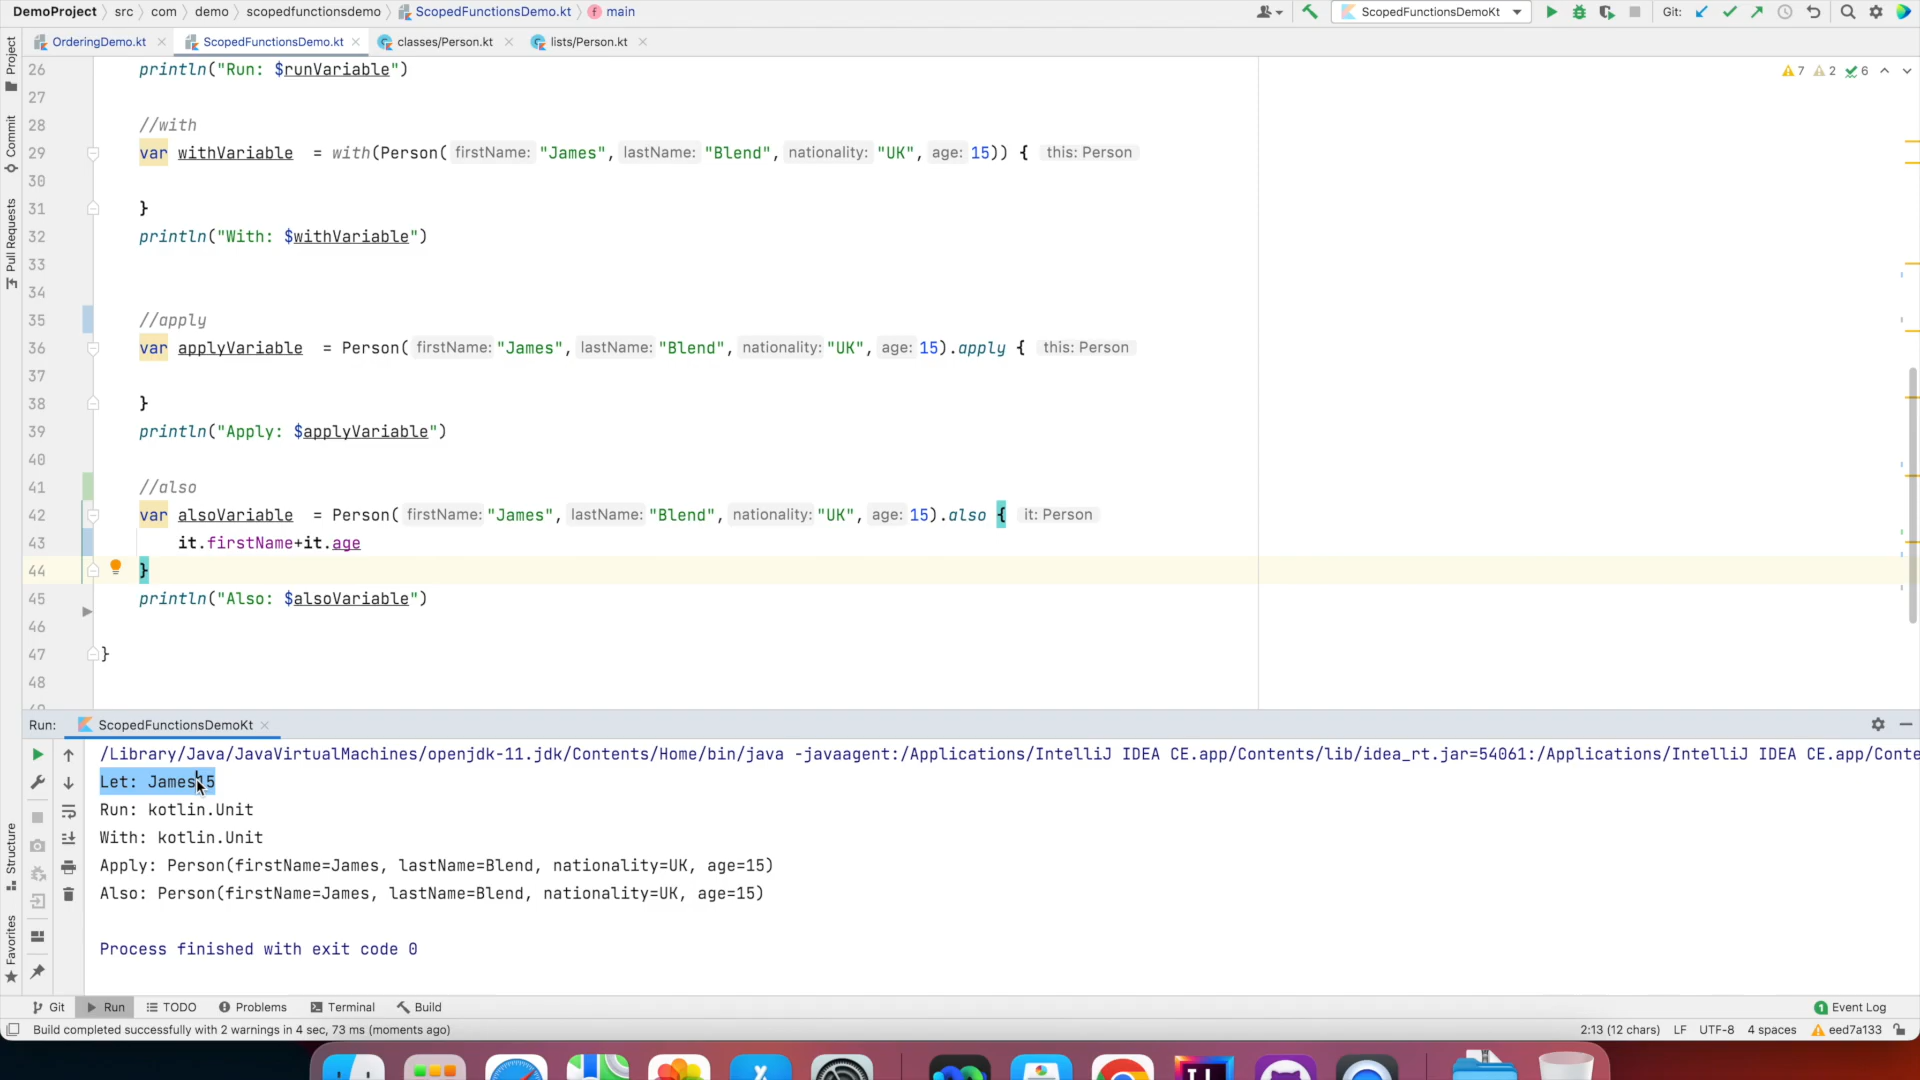 DemoProject src com demo scopedfunctionsdemo ScopedFunctionsDemo.kt main ScopedFunctionsDemoKt Git:
OrderingDemo.kt ScopedFunctionsDemo.kt classes/Person.kt lists/Person.kt
Project
Commit
Pull Requests
Structure
Favorites
7 2 6
26 println("Run: $runVariable")
27
28 //with
29 var withVariable = with(Person( firstName: "James", lastName: "Blend", nationality: "UK", age: 15)) { this: Person
30
31 }
32 println("With: $withVariable")
33
34
35 //apply
36 var applyVariable = Person( firstName: "James", lastName: "Blend", nationality: "UK", age: 15).apply { this: Person
37
38 }
39 println("Apply: $applyVariable")
40
41 //also
42 var alsoVariable = Person( firstName: "James", lastName: "Blend", nationality: "UK", age: 15).also { it: Person
43 it.firstName+it.age
44 }
45 println("Also: $alsoVariable")
46
47 }
48
49
Run: ScopedFunctionsDemoKt
/Library/Java/JavaVirtualMachines/openjdk-11.jdk/Contents/Home/bin/java -javaagent:/Applications/IntelliJ IDEA CE.app/Contents/lib/idea_rt.jar=54061:/Applications/IntelliJ IDEA CE.app/Conte
Let: James15
Run: kotlin.Unit
With: kotlin.Unit
Apply: Person(firstName=James, lastName=Blend, nationality=UK, age=15)
Also: Person(firstName=James, lastName=Blend, nationality=UK, age=15)
Process finished with exit code 0
Git Run TODO Problems Terminal Build 1 Event Log
Build completed successfully with 2 warnings in 4 sec, 73 ms (moments ago) 2:13 (12 chars) LF UTF-8 4 spaces eed7a133